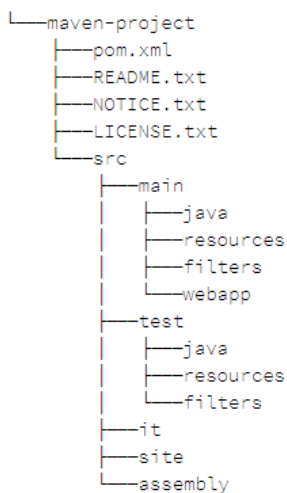 └───maven-project
    ├───pom.xml
    ├───README.txt
    ├───NOTICE.txt
    ├───LICENSE.txt
    └───src
        ├───main
        │   ├───java
        │   ├───resources
        │   ├───filters
        │   └───webapp
        ├───test
        │   ├───java
        │   ├───resources
        │   └───filters
        ├───it
        ├───site
        └───assembly